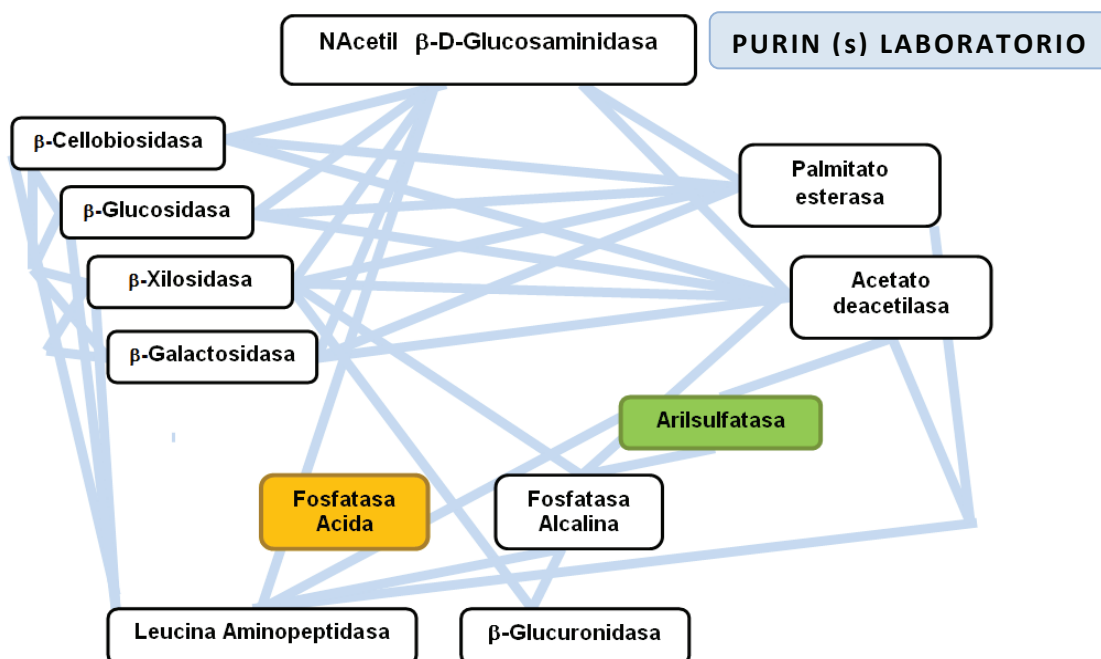 NAcetil β-D-Glucosaminidasa
PURIN (s) LABORATORIO
β-Cellobiosidasa
Palmitato
esterasa
β-Glucosidasa
β-Xilosidasa
Acetato
deacetilasa
β-Galactosidasa
Arilsulfatasa
Fosfatasa
Acida
Fosfatasa
Alcalina
Leucina Aminopeptidasa
β-Glucuronidasa